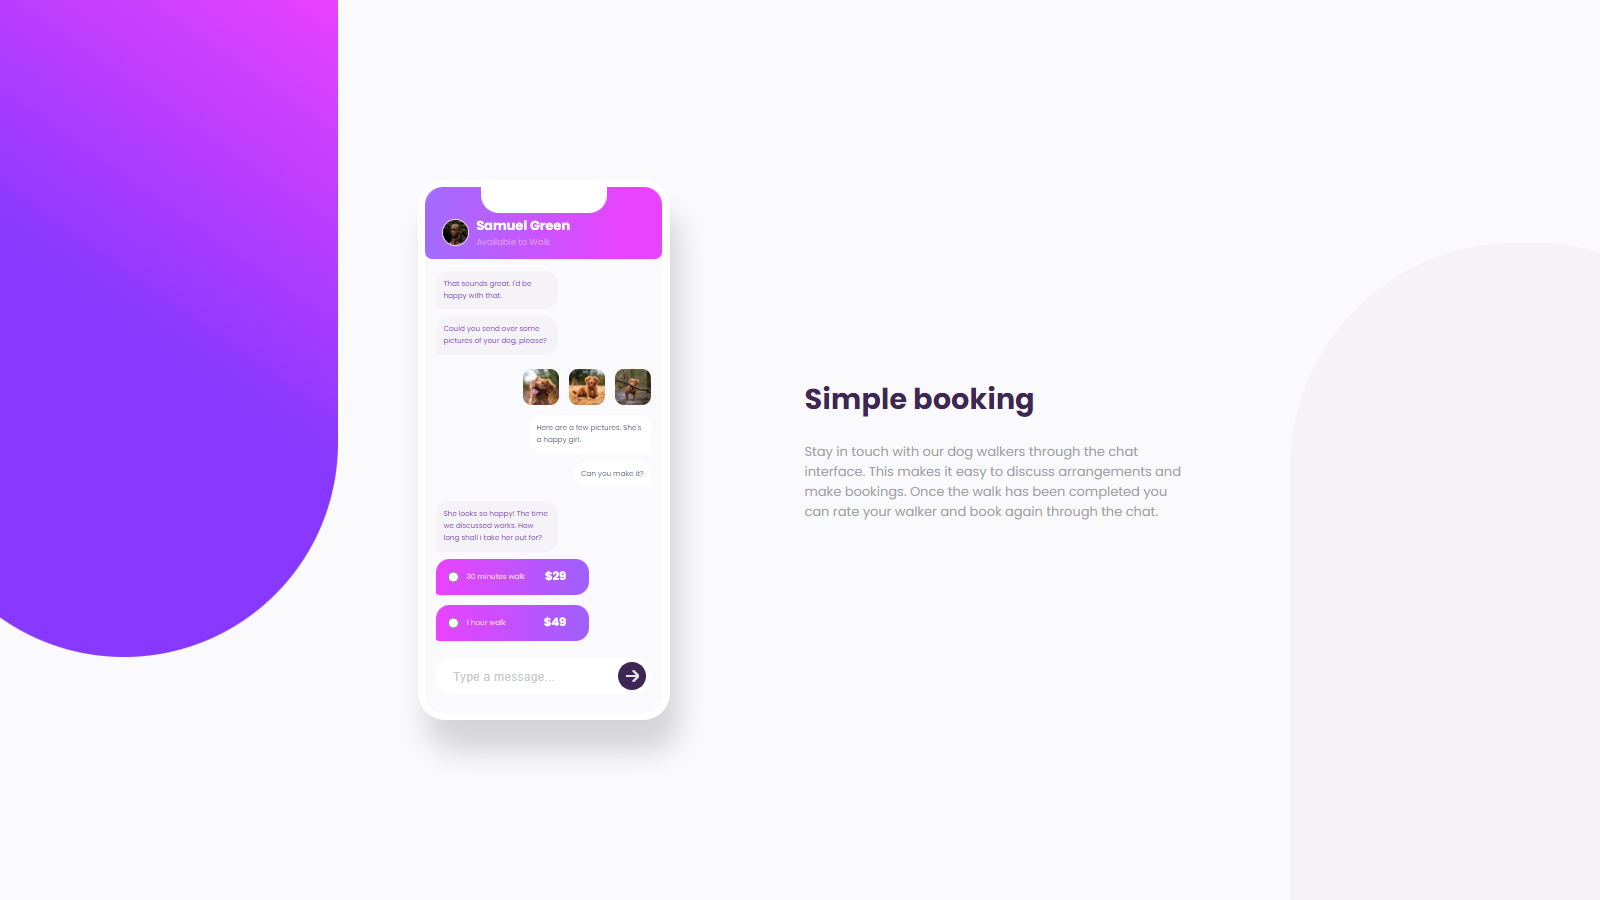 Samuel Green
Available to Walk
That sounds great. I'd be
happy with that.
Could you send over some
pictures of your dog, please?
Here are a few pictures. She's
a happy girl.
Can you make it?
She looks so happy! The time
we discussed works. How
long shall i take her out for?
30 minutes walk $29
1 hour walk $49
Type a message...
Simple booking
Stay in touch with our dog walkers through the chat
interface. This makes it easy to discuss arrangements and
make bookings. Once the walk has been completed you
can rate your walker and book again through the chat.